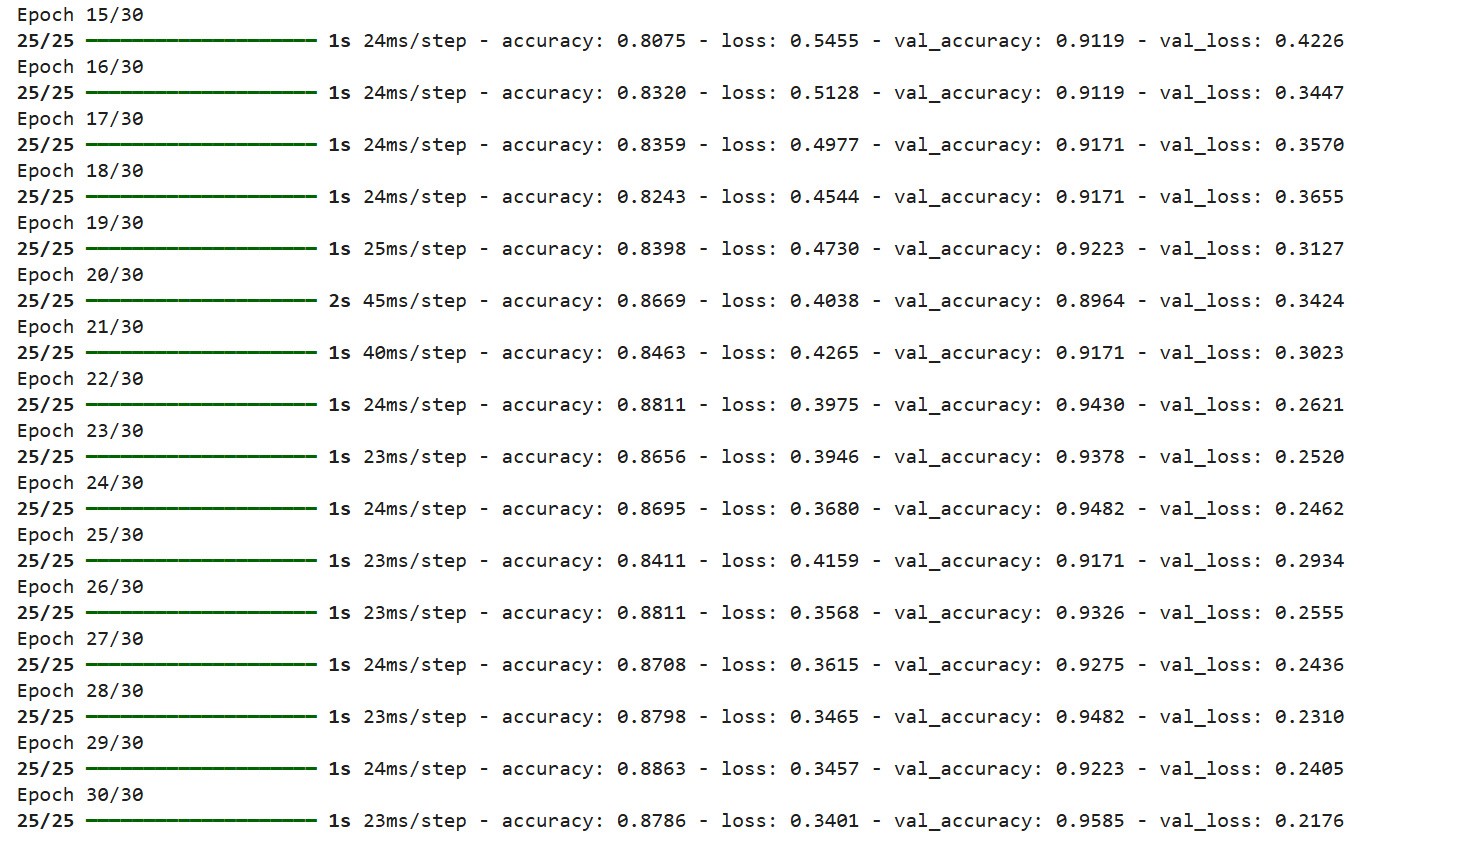 Epoch 15/30
25/25 ━━━━━━━━━━━━━━━━━━━━ 1s 24ms/step - accuracy: 0.8075 - loss: 0.5455 - val_accuracy: 0.9119 - val_loss: 0.4226
Epoch 16/30
25/25 ━━━━━━━━━━━━━━━━━━━━ 1s 24ms/step - accuracy: 0.8320 - loss: 0.5128 - val_accuracy: 0.9119 - val_loss: 0.3447
Epoch 17/30
25/25 ━━━━━━━━━━━━━━━━━━━━ 1s 24ms/step - accuracy: 0.8359 - loss: 0.4977 - val_accuracy: 0.9171 - val_loss: 0.3570
Epoch 18/30
25/25 ━━━━━━━━━━━━━━━━━━━━ 1s 24ms/step - accuracy: 0.8243 - loss: 0.4544 - val_accuracy: 0.9171 - val_loss: 0.3655
Epoch 19/30
25/25 ━━━━━━━━━━━━━━━━━━━━ 1s 25ms/step - accuracy: 0.8398 - loss: 0.4730 - val_accuracy: 0.9223 - val_loss: 0.3127
Epoch 20/30
25/25 ━━━━━━━━━━━━━━━━━━━━ 2s 45ms/step - accuracy: 0.8669 - loss: 0.4038 - val_accuracy: 0.8964 - val_loss: 0.3424
Epoch 21/30
25/25 ━━━━━━━━━━━━━━━━━━━━ 1s 40ms/step - accuracy: 0.8463 - loss: 0.4265 - val_accuracy: 0.9171 - val_loss: 0.3023
Epoch 22/30
25/25 ━━━━━━━━━━━━━━━━━━━━ 1s 24ms/step - accuracy: 0.8811 - loss: 0.3975 - val_accuracy: 0.9430 - val_loss: 0.2621
Epoch 23/30
25/25 ━━━━━━━━━━━━━━━━━━━━ 1s 23ms/step - accuracy: 0.8656 - loss: 0.3946 - val_accuracy: 0.9378 - val_loss: 0.2520
Epoch 24/30
25/25 ━━━━━━━━━━━━━━━━━━━━ 1s 24ms/step - accuracy: 0.8695 - loss: 0.3680 - val_accuracy: 0.9482 - val_loss: 0.2462
Epoch 25/30
25/25 ━━━━━━━━━━━━━━━━━━━━ 1s 23ms/step - accuracy: 0.8411 - loss: 0.4159 - val_accuracy: 0.9171 - val_loss: 0.2934
Epoch 26/30
25/25 ━━━━━━━━━━━━━━━━━━━━ 1s 23ms/step - accuracy: 0.8811 - loss: 0.3568 - val_accuracy: 0.9326 - val_loss: 0.2555
Epoch 27/30
25/25 ━━━━━━━━━━━━━━━━━━━━ 1s 24ms/step - accuracy: 0.8708 - loss: 0.3615 - val_accuracy: 0.9275 - val_loss: 0.2436
Epoch 28/30
25/25 ━━━━━━━━━━━━━━━━━━━━ 1s 23ms/step - accuracy: 0.8798 - loss: 0.3465 - val_accuracy: 0.9482 - val_loss: 0.2310
Epoch 29/30
25/25 ━━━━━━━━━━━━━━━━━━━━ 1s 24ms/step - accuracy: 0.8863 - loss: 0.3457 - val_accuracy: 0.9223 - val_loss: 0.2405
Epoch 30/30
25/25 ━━━━━━━━━━━━━━━━━━━━ 1s 23ms/step - accuracy: 0.8786 - loss: 0.3401 - val_accuracy: 0.9585 - val_loss: 0.2176